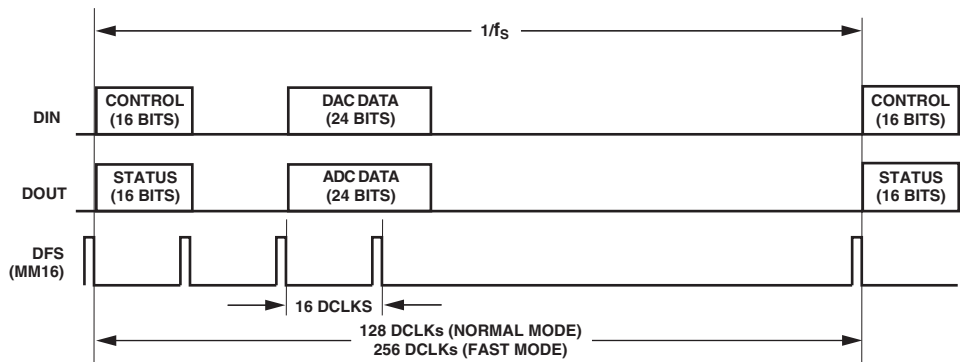 1/fS
DIN
CONTROL
(16 BITS)
DAC DATA
(24 BITS)
CONTROL
(16 BITS)
DOUT
STATUS
(16 BITS)
ADC DATA
(24 BITS)
STATUS
(16 BITS)
DFS
(MM16)
16 DCLKS
128 DCLKs (NORMAL MODE)
256 DCLKs (FAST MODE)